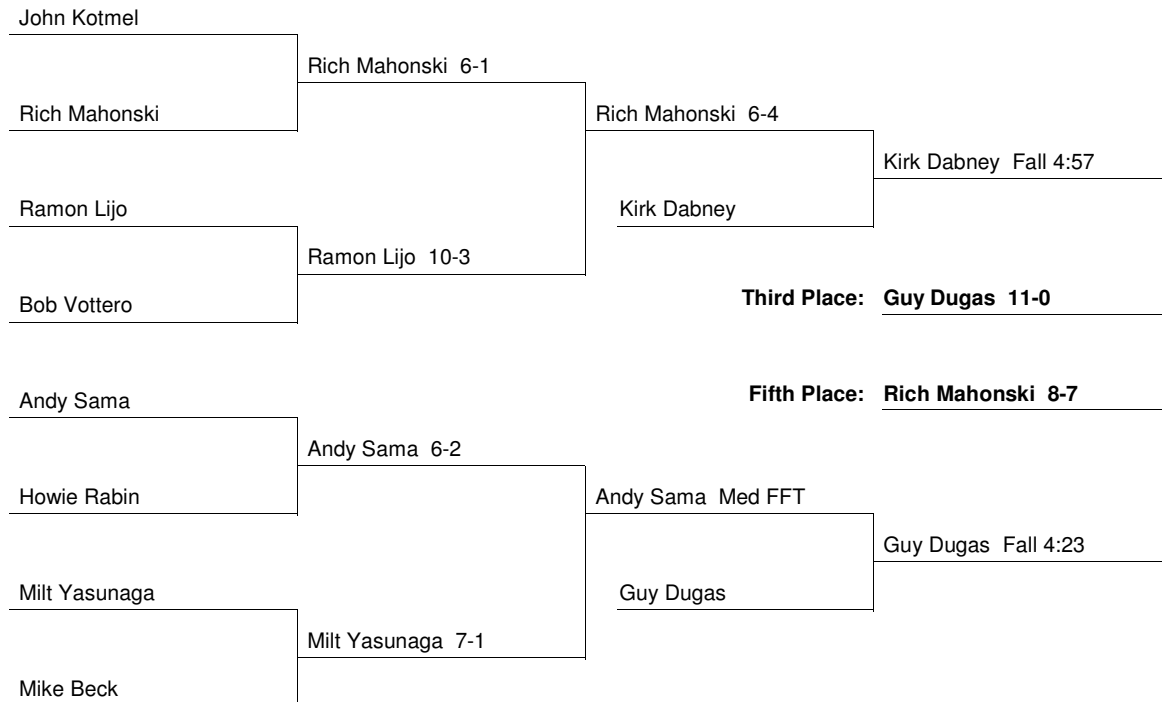 John Kotmel
Rich Mahonski 6-1
Rich Mahonski
Rich Mahonski 6-4
Kirk Dabney Fall 4:57
Ramon Lijo
Kirk Dabney
Ramon Lijo 10-3
Bob Vottero
Third Place: Guy Dugas 11-0
Andy Sama
Fifth Place: Rich Mahonski 8-7
Andy Sama 6-2
Howie Rabin
Andy Sama Med FFT
Guy Dugas Fall 4:23
Milt Yasunaga
Guy Dugas
Milt Yasunaga 7-1
Mike Beck